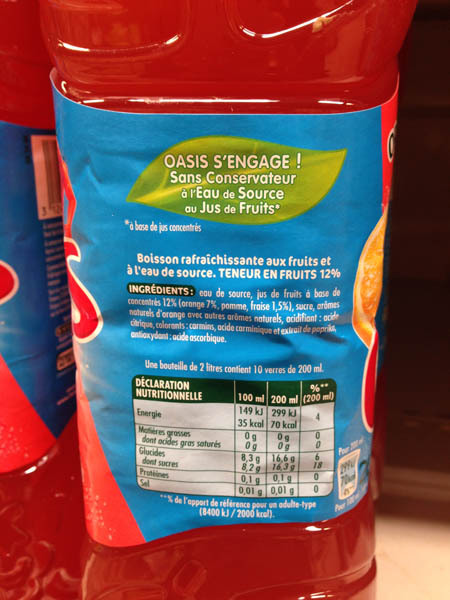 OASIS S'ENGAGE !
Sans Conservateur
à l'Eau de Source
au Jus de Fruits*
*à base de jus concentrés
Boisson rafraîchissante aux fruits et
à l'eau de source. TENEUR EN FRUITS 12%
INGRÉDIENTS: eau de source, jus de fruits à base de
concentrés 12% (orange 7%, pomme, fraise 1,5%), sucre, arômes
naturels d'orange avec autres arômes naturels, acidifiant : acide
citrique, colorants : carmins, acide carminique et extrait de paprika,
antioxydant : acide ascorbique.
Une bouteille de 2 litres contient 10 verres de 200 ml.
DÉCLARATION NUTRITIONNELLE 100 ml 200 ml %** (200 ml)
Energie 149 kJ 299 kJ 4
35 kcal 70 kcal
Matières grasses 0 g 0 g 0
dont acides gras saturés 0 g 0 g 0
Glucides 8,3 g 16,6 g 6
dont sucres 8,2 g 16,3 g 18
Protéines 0,1 g 0,1 g 0
Sel 0,01 g 0,01 g 0
**% de l'apport de référence pour un adulte-type
(8400 kJ / 2000 kcal).
Pour 200 ml